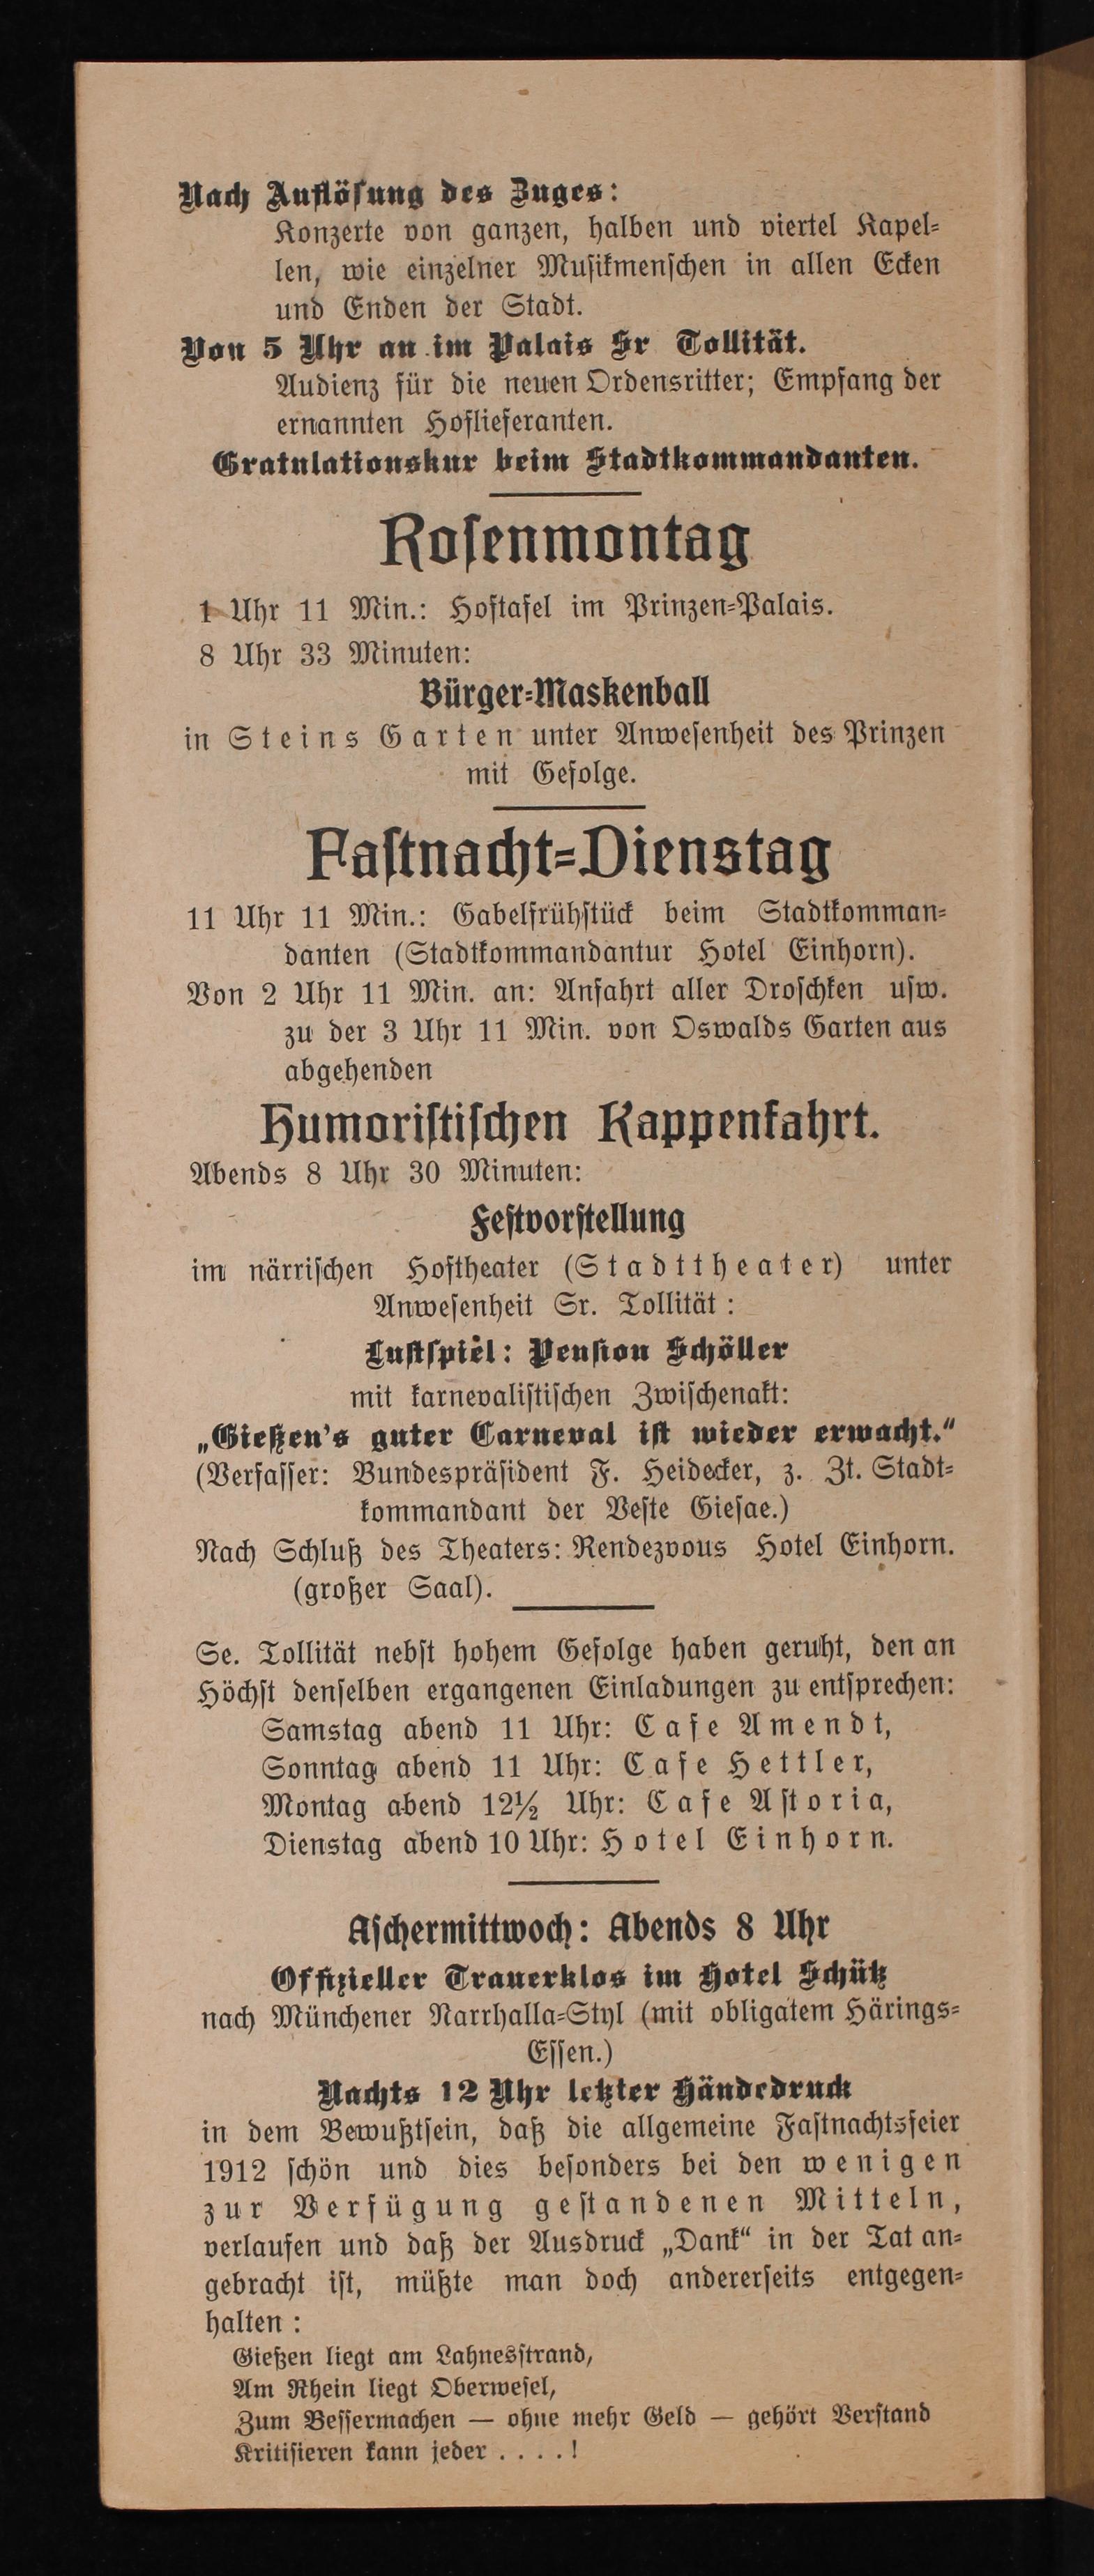 Nach Auflösung des Zuges:
Konzerte von ganzen, halben und viertel Kapel-
len, wie einzelner Musikmenschen in allen Ecken
und Enden der Stadt.
Von 5 Uhr an im Palais Sr Tollität.
Audienz für die neuen Ordensritter; Empfang der
ernannten Hoflieferanten.
Gratulationskur beim Stadtkommandanten.
Rosenmontag
1 Uhr 11 Min.: Hoftafel im Prinzen-Palais.
8 Uhr 33 Minuten:
Bürger-Maskenball
in Steins Garten unter Anwesenheit des Prinzen
mit Gefolge.
Fastnacht-Dienstag
11 Uhr 11 Min.: Gabelfrühstück beim Stadtkomman-
danten (Stadtkommandantur Hotel Einhorn).
Von 2 Uhr 11 Min. an: Anfahrt aller Droschken usw.
zu der 3 Uhr 11 Min. von Oswalds Garten aus
abgehenden
Humoristischen Kappenfahrt.
Abends 8 Uhr 30 Minuten:
Festvorstellung
im närrischen Hoftheater (Stadttheater) unter
Anwesenheit Sr. Tollität :
Lustspiel: Pension Schöller
mit karnevalistischen Zwischenakt:
„Gießen's guter Carneval ist wieder erwacht.“
(Verfasser: Bundespräsident F. Heidecker, z. Zt. Stadt-
kommandant der Veste Giesae.)
Nach Schluß des Theaters: Rendezvous Hotel Einhorn.
(großer Saal).
Se. Tollität nebst hohem Gefolge haben geruht, den an
Höchst denselben ergangenen Einladungen zu entsprechen:
Samstag abend 11 Uhr: Cafe Amendt,
Sonntag abend 11 Uhr: Cafe Hettler,
Montag abend 12½ Uhr: Cafe Astoria,
Dienstag abend 10 Uhr: Hotel Einhorn.
Aschermittwoch: Abends 8 Uhr
Offizieller Trauerklos im Hotel Schütz
nach Münchener Narrhalla-Styl (mit obligatem Härings-
Essen.)
Nachts 12 Uhr letzter Händedruck
in dem Bewußtsein, daß die allgemeine Fastnachtsfeier
1912 schön und dies besonders bei den wenigen
zur Verfügung gestandenen Mitteln,
verlaufen und daß der Ausdruck „Dank“ in der Tat an-
gebracht ist, müßte man doch andererseits entgegen-
halten :
Gießen liegt am Lahnesstrand,
Am Rhein liegt Oberwesel,
Zum Bessermachen — ohne mehr Geld — gehört Verstand
Kritisieren kann jeder . . . . !